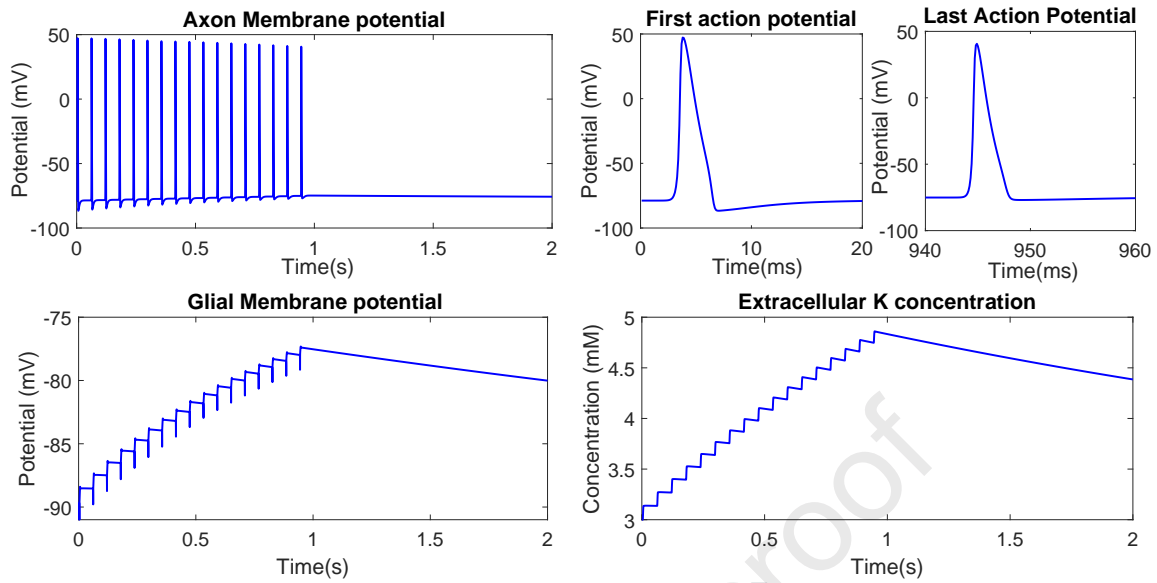 Axon Membrane potential
50
0
-50
-100
Potential (mV)
0
0.5
1
1.5
2
Time(s)
First action potential
50
0
-50
-100
Potential (mV)
0
10
20
Time(ms)
Last Action Potential
50
0
-50
-100
Potential (mV)
940
950
960
Time(ms)
Glial Membrane potential
-75
-80
-85
-90
Potential (mV)
0
0.5
1
1.5
2
Time(s)
Extracellular K concentration
5
4.5
4
3.5
3
Concentration (mM)
0
0.5
1
1.5
2
Time(s)
roof